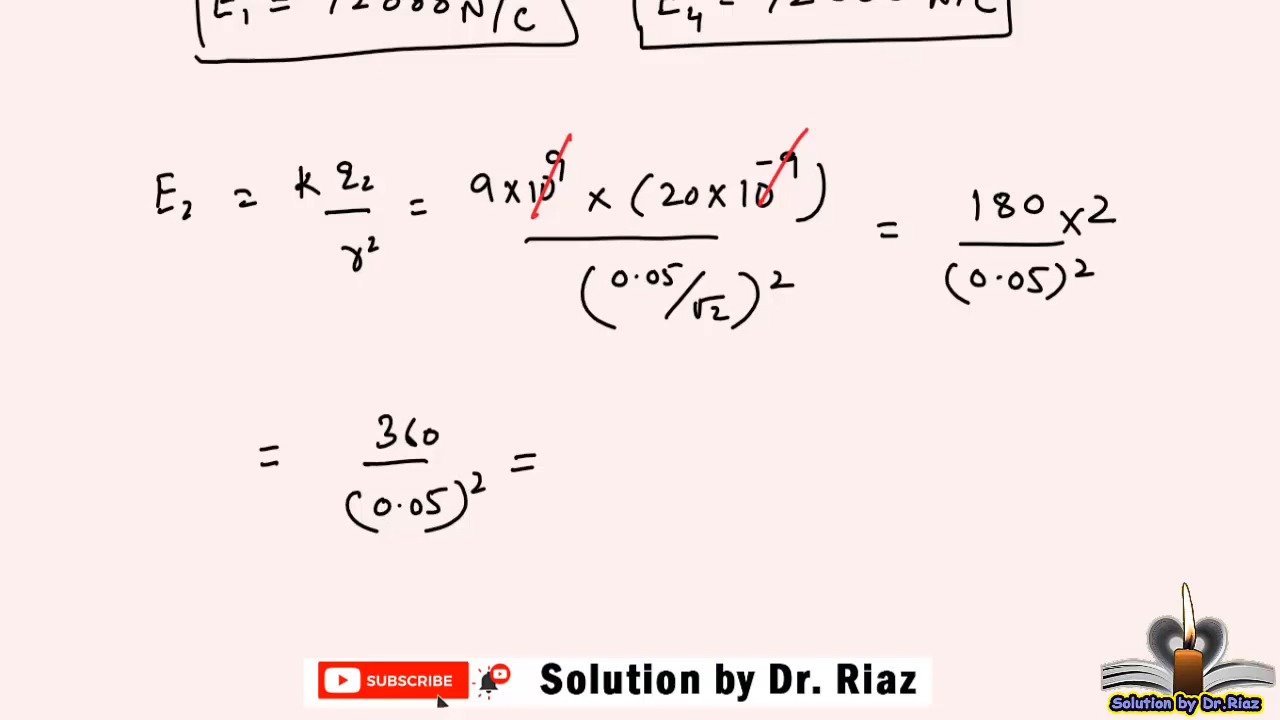 E₁ = 72000 N/C
E₄ = N/C
E₂ = k q₂ / r² = 9 × 10⁹ × (20 × 10⁻⁹) / (0.05/√2)² = 180 × 2 / (0.05)²
= 360 / (0.05)² =
SUBSCRIBE Solution by Dr. Riaz
Solution by Dr.Riaz